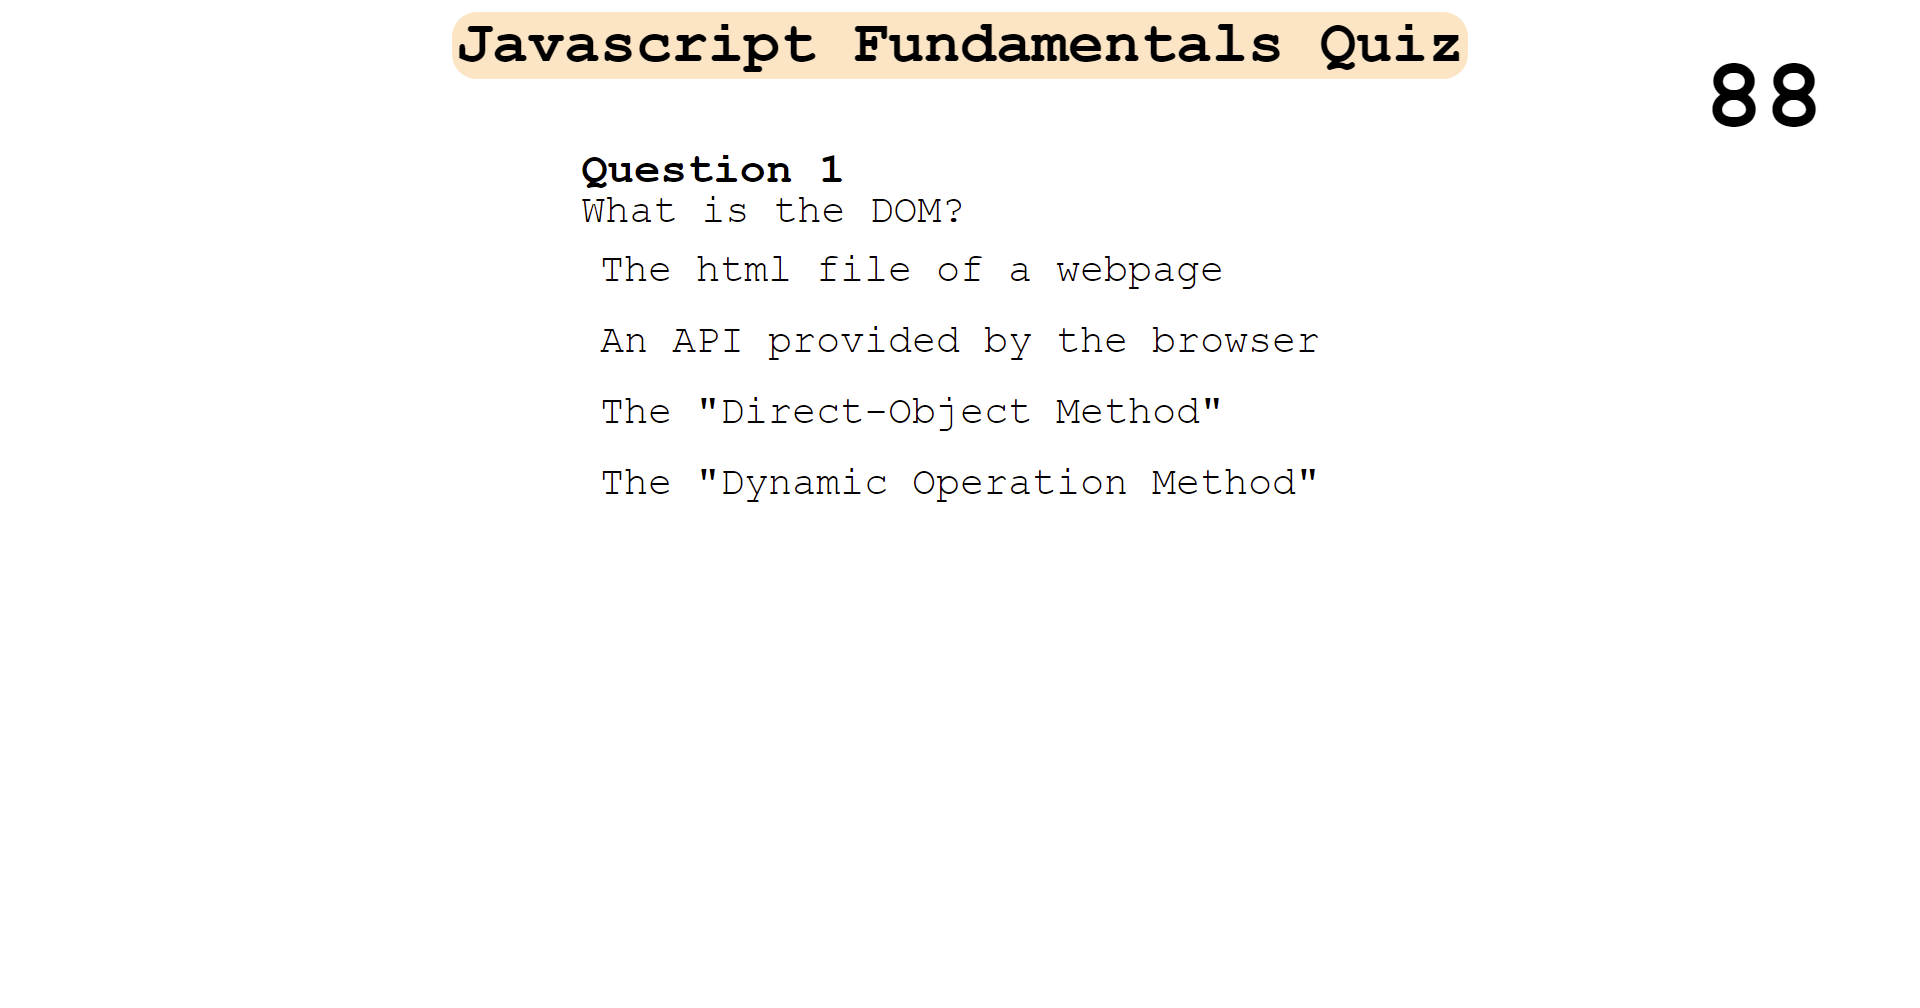 Javascript Fundamentals Quiz
88
Question 1
What is the DOM?
The html file of a webpage
An API provided by the browser
The "Direct-Object Method"
The "Dynamic Operation Method"